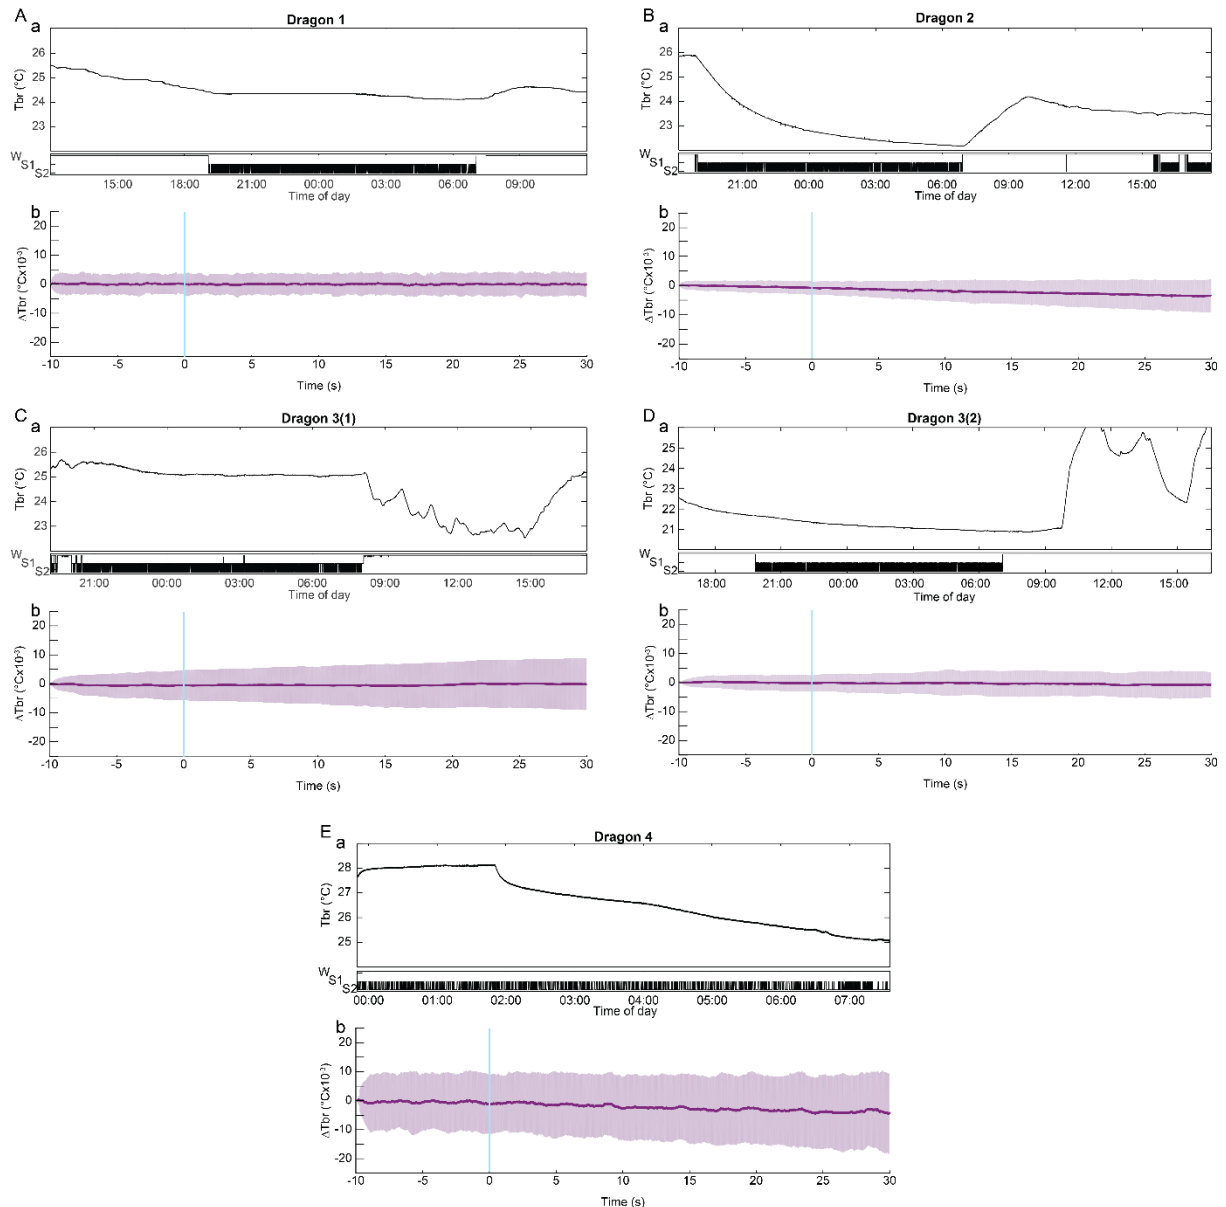 A
a
Dragon 1
26
25
24
23
Tbr (°C)
W
S1
S2
15:00 18:00 21:00 00:00 03:00 06:00 09:00
Time of day
b
20
10
0
-10
-20
ΔTbr (°Cx10⁻³)
-10 -5 0 5 10 15 20 25 30
Time (s)
B
a
Dragon 2
26
25
24
23
Tbr (°C)
W
S1
S2
21:00 00:00 03:00 06:00 09:00 12:00 15:00
Time of day
b
20
10
0
-10
-20
ΔTbr (°Cx10⁻³)
-10 -5 0 5 10 15 20 25 30
Time (s)
C
a
Dragon 3(1)
26
25
24
23
Tbr (°C)
W
S1
S2
21:00 00:00 03:00 06:00 09:00 12:00 15:00
Time of day
b
20
10
0
-10
-20
ΔTbr (°Cx10⁻³)
-10 -5 0 5 10 15 20 25 30
Time (s)
D
a
Dragon 3(2)
25
24
23
22
21
Tbr (°C)
W
S1
S2
18:00 21:00 00:00 03:00 06:00 09:00 12:00 15:00
Time of day
b
20
10
0
-10
-20
ΔTbr (°Cx10⁻³)
-10 -5 0 5 10 15 20 25 30
Time (s)
E
a
Dragon 4
28
27
26
25
Tbr (°C)
W
S1
S2
00:00 01:00 02:00 03:00 04:00 05:00 06:00 07:00
Time of day
b
20
10
0
-10
-20
ΔTbr (°Cx10⁻³)
-10 -5 0 5 10 15 20 25 30
Time (s)